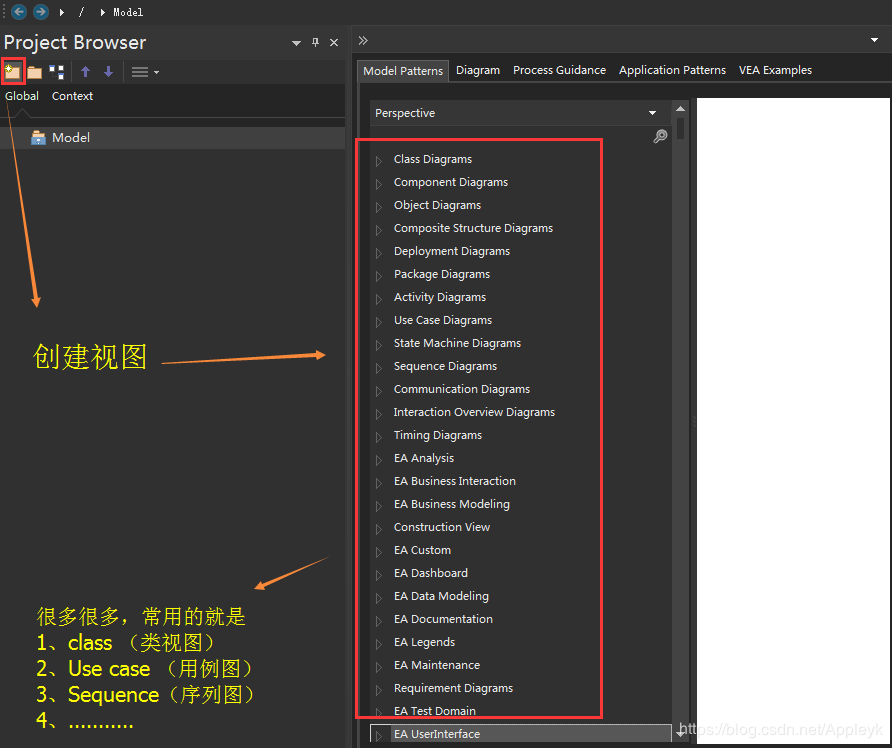 / Model
Project Browser
Global Context
Model
创建视图
很多很多，常用的就是
1、class （类视图）
2、Use case （用例图）
3、Sequence（序列图）
4、...........
Model Patterns Diagram Process Guidance Application Patterns VEA Examples
Perspective
Class Diagrams
Component Diagrams
Object Diagrams
Composite Structure Diagrams
Deployment Diagrams
Package Diagrams
Activity Diagrams
Use Case Diagrams
State Machine Diagrams
Sequence Diagrams
Communication Diagrams
Interaction Overview Diagrams
Timing Diagrams
EA Analysis
EA Business Interaction
EA Business Modeling
Construction View
EA Custom
EA Dashboard
EA Data Modeling
EA Documentation
EA Legends
EA Maintenance
Requirement Diagrams
EA Test Domain
EA UserInterface
https://blog.csdn.net/Appleyk